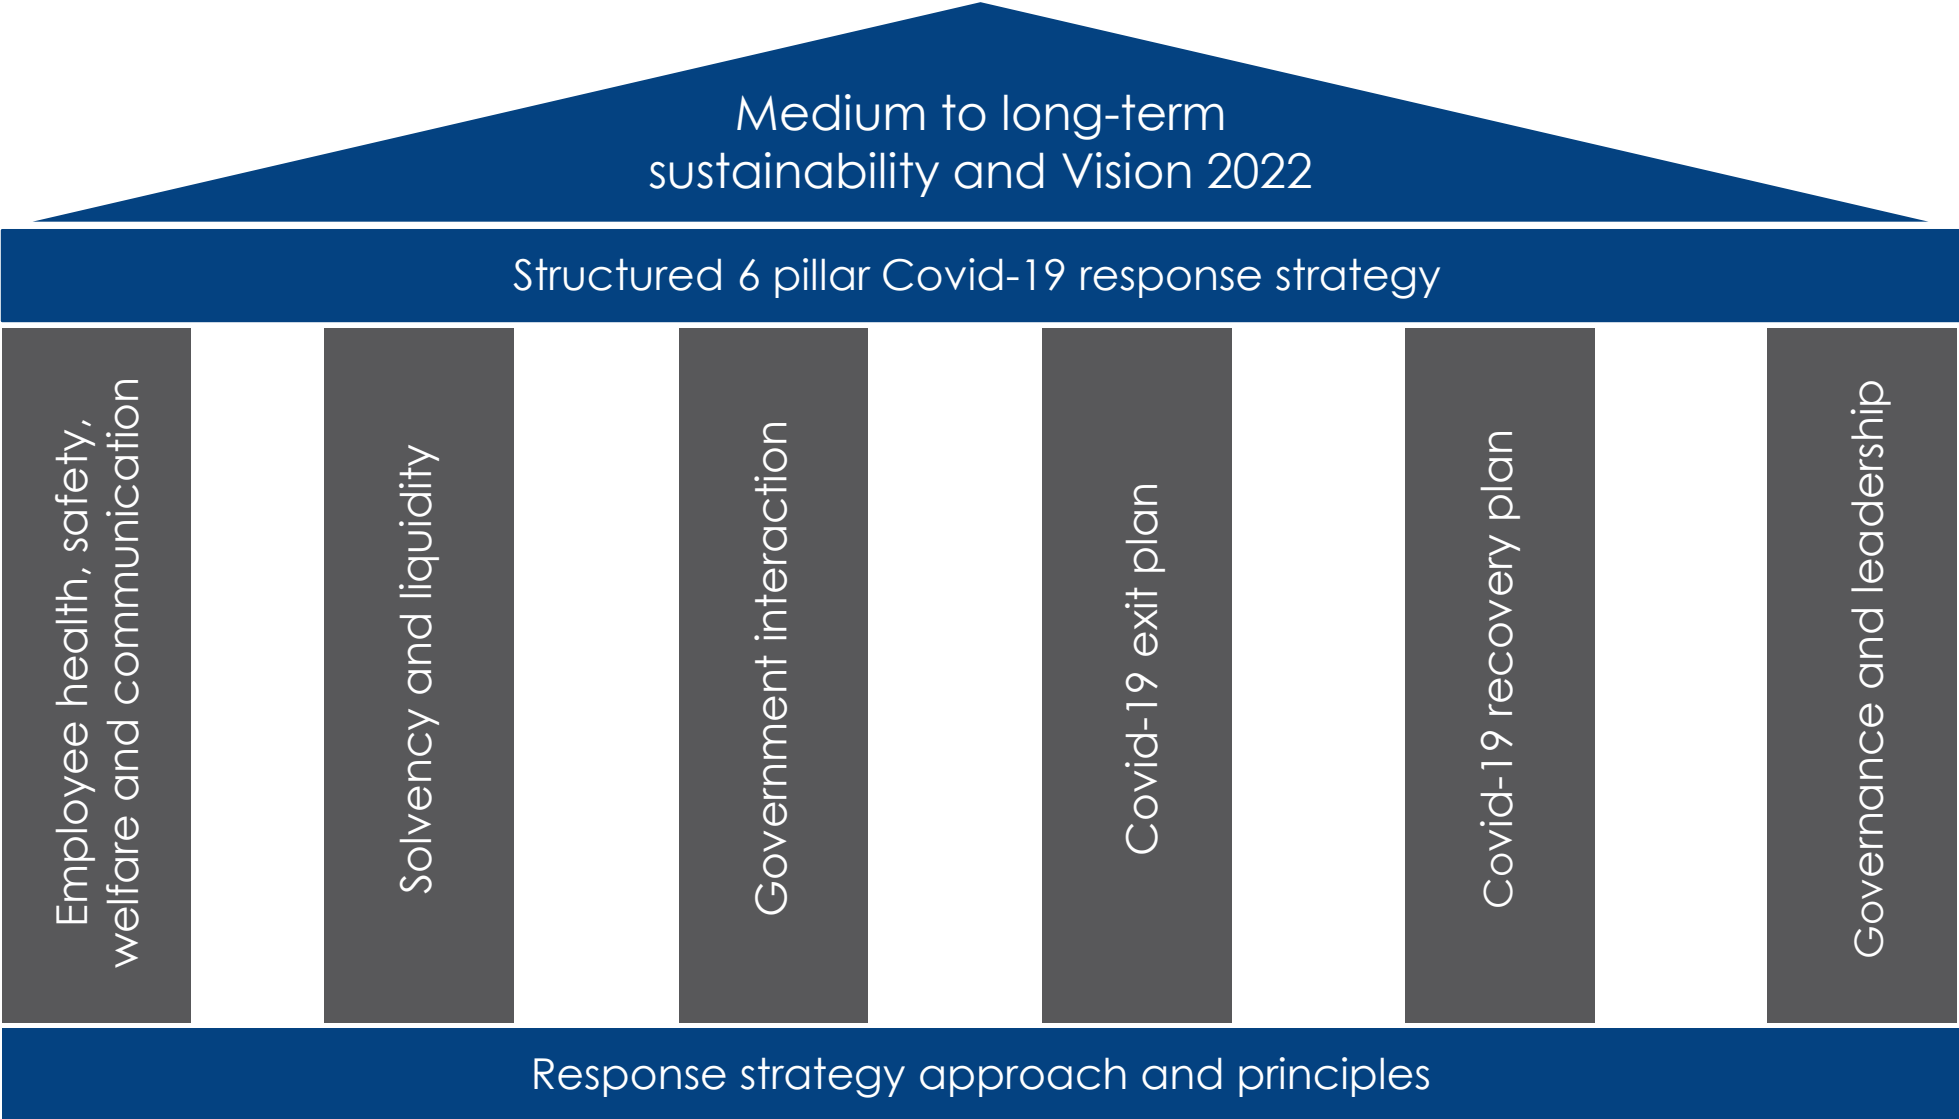 Medium to long-term
sustainability and Vision 2022
Structured 6 pillar Covid-19 response strategy
Employee health, safety,
welfare and communication
Solvency and liquidity
Government interaction
Covid-19 exit plan
Covid-19 recovery plan
Governance and leadership
Response strategy approach and principles